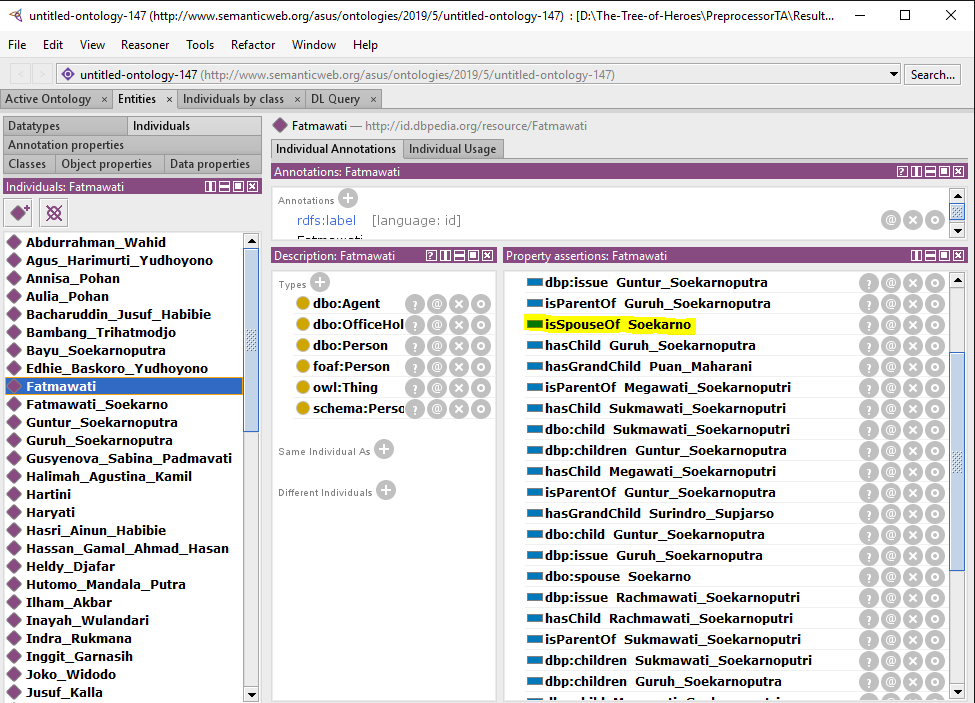 untitled-ontology-147 (http://www.semanticweb.org/asus/ontologies/2019/5/untitled-ontology-147) : [D:\The-Tree-of-Heroes\PreprocessorTA\Result...
File Edit View Reasoner Tools Refactor Window Help
untitled-ontology-147 (http://www.semanticweb.org/asus/ontologies/2019/5/untitled-ontology-147) Search...
Active Ontology × Entities × Individuals by class × DL Query ×
Datatypes Individuals
Annotation properties
Classes Object properties Data properties
Individuals: Fatmawati
Abdurrahman_Wahid
Agus_Harimurti_Yudhoyono
Annisa_Pohan
Aulia_Pohan
Bacharuddin_Jusuf_Habibie
Bambang_Trihatmodjo
Bayu_Soekarnoputra
Edhie_Baskoro_Yudhoyono
Fatmawati
Fatmawati_Soekarno
Guntur_Soekarnoputra
Guruh_Soekarnoputra
Gusyenova_Sabina_Padmavati
Halimah_Agustina_Kamil
Hartini
Haryati
Hasri_Ainun_Habibie
Hassan_Gamal_Ahmad_Hasan
Heldy_Djafar
Hutomo_Mandala_Putra
Ilham_Akbar
Inayah_Wulandari
Indra_Rukmana
Inggit_Garnasih
Joko_Widodo
Jusuf_Kalla
Fatmawati — http://id.dbpedia.org/resource/Fatmawati
Individual Annotations Individual Usage
Annotations: Fatmawati
Annotations
rdfs:label [language: id]
Fatmawati
Description: Fatmawati
Types
dbo:Agent
dbo:OfficeHol
dbo:Person
foaf:Person
owl:Thing
schema:Perso
Same Individual As
Different Individuals
Property assertions: Fatmawati
dbp:issue Guntur_Soekarnoputra
isParentOf Guruh_Soekarnoputra
isSpouseOf Soekarno
hasChild Guruh_Soekarnoputra
hasGrandChild Puan_Maharani
isParentOf Megawati_Soekarnoputri
hasChild Sukmawati_Soekarnoputri
dbo:child Sukmawati_Soekarnoputri
dbp:children Guntur_Soekarnoputra
hasChild Megawati_Soekarnoputri
isParentOf Guntur_Soekarnoputra
hasGrandChild Surindro_Supjarso
dbo:child Guntur_Soekarnoputra
dbp:issue Guruh_Soekarnoputra
dbo:spouse Soekarno
dbp:issue Rachmawati_Soekarnoputri
hasChild Rachmawati_Soekarnoputri
isParentOf Sukmawati_Soekarnoputri
dbp:children Sukmawati_Soekarnoputri
dbp:children Guruh_Soekarnoputra